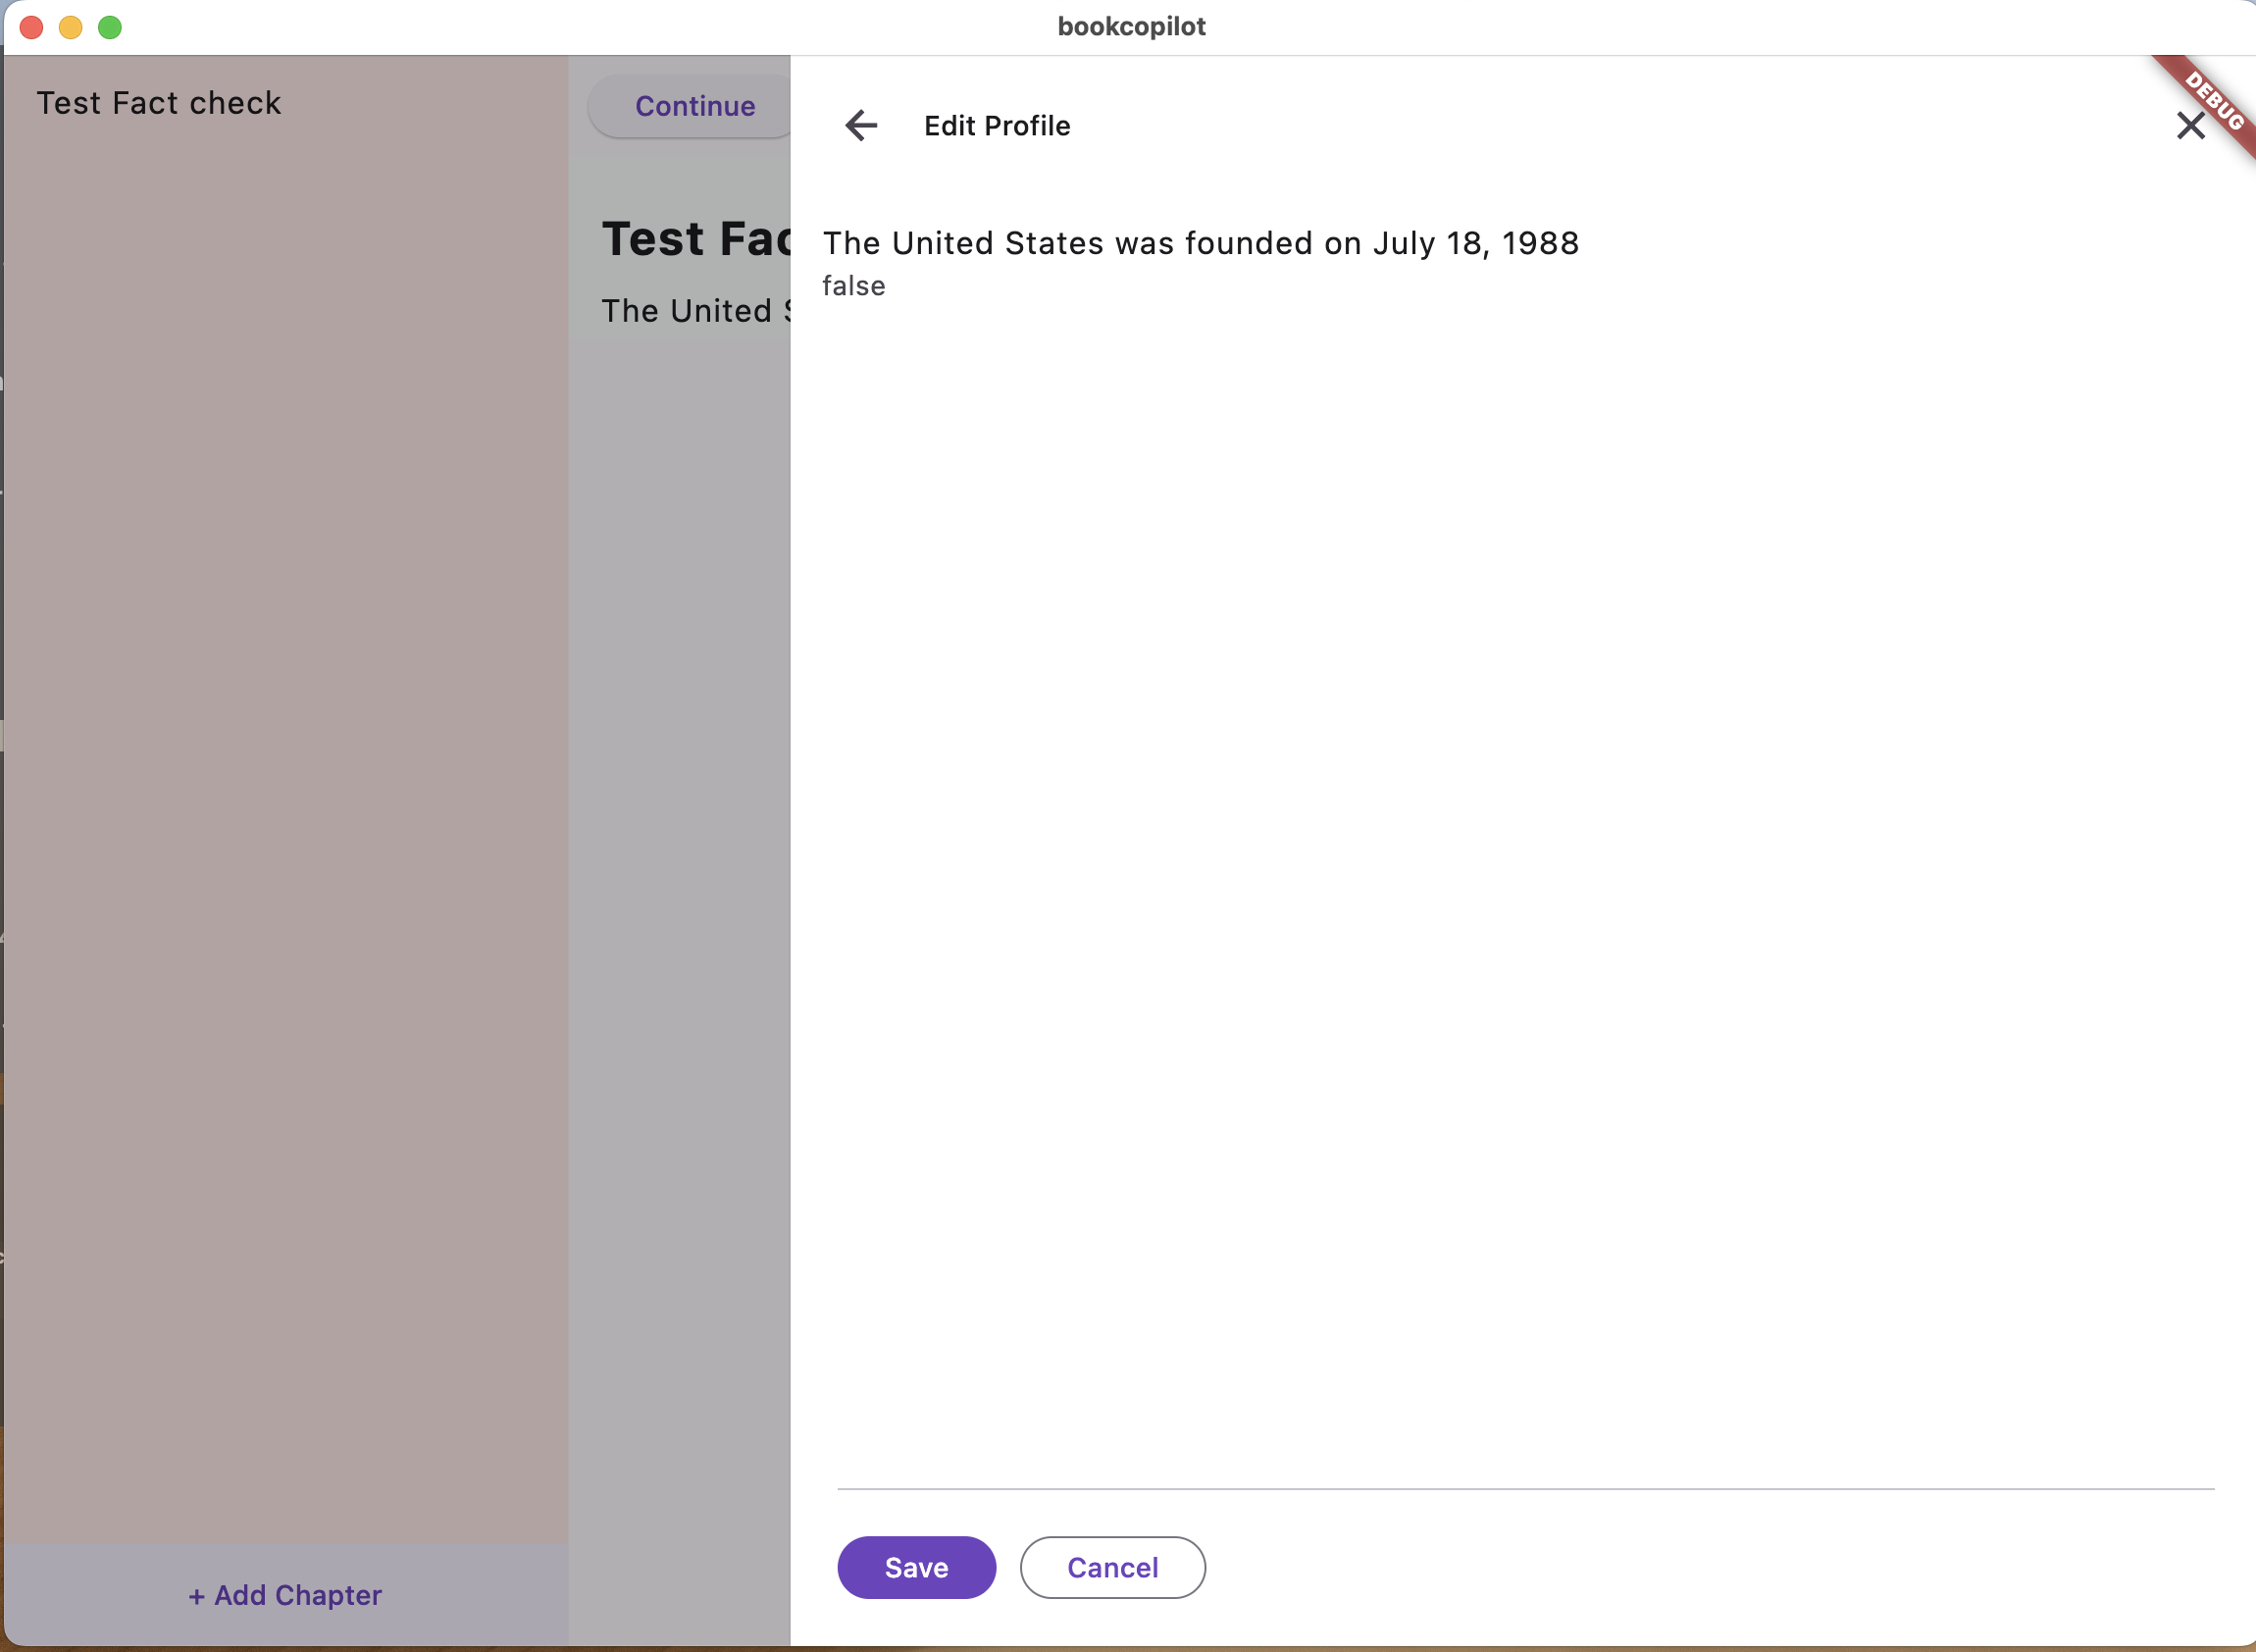 bookcopilot
DEBUG
Test Fact check
Continue
Edit Profile
Test Fac
The United
The United States was founded on July 18, 1988
false
+ Add Chapter
Save
Cancel